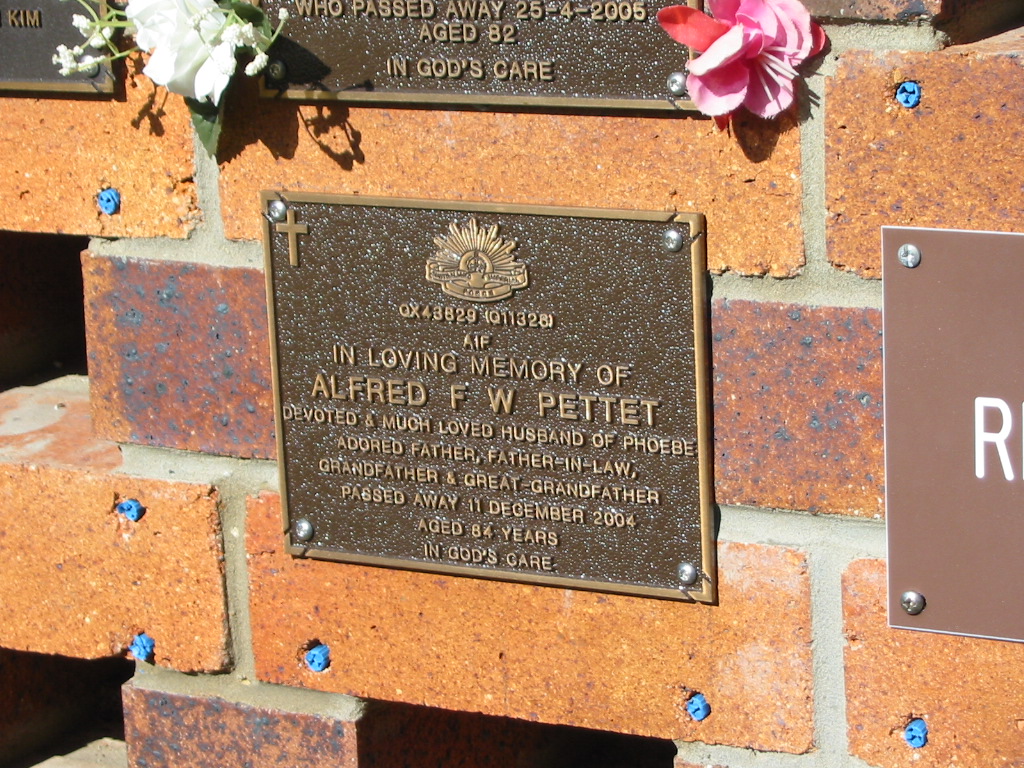 KIM
WHO PASSED AWAY 25-4-2005
AGED 82
IN GOD'S CARE
QX43829 (Q11328)
AIF
IN LOVING MEMORY OF
ALFRED F W PETTET
DEVOTED & MUCH LOVED HUSBAND OF PHOEBE
ADORED FATHER, FATHER-IN-LAW,
GRANDFATHER & GREAT-GRANDFATHER
PASSED AWAY 11 DECEMBER 2004
AGED 84 YEARS
IN GOD'S CARE